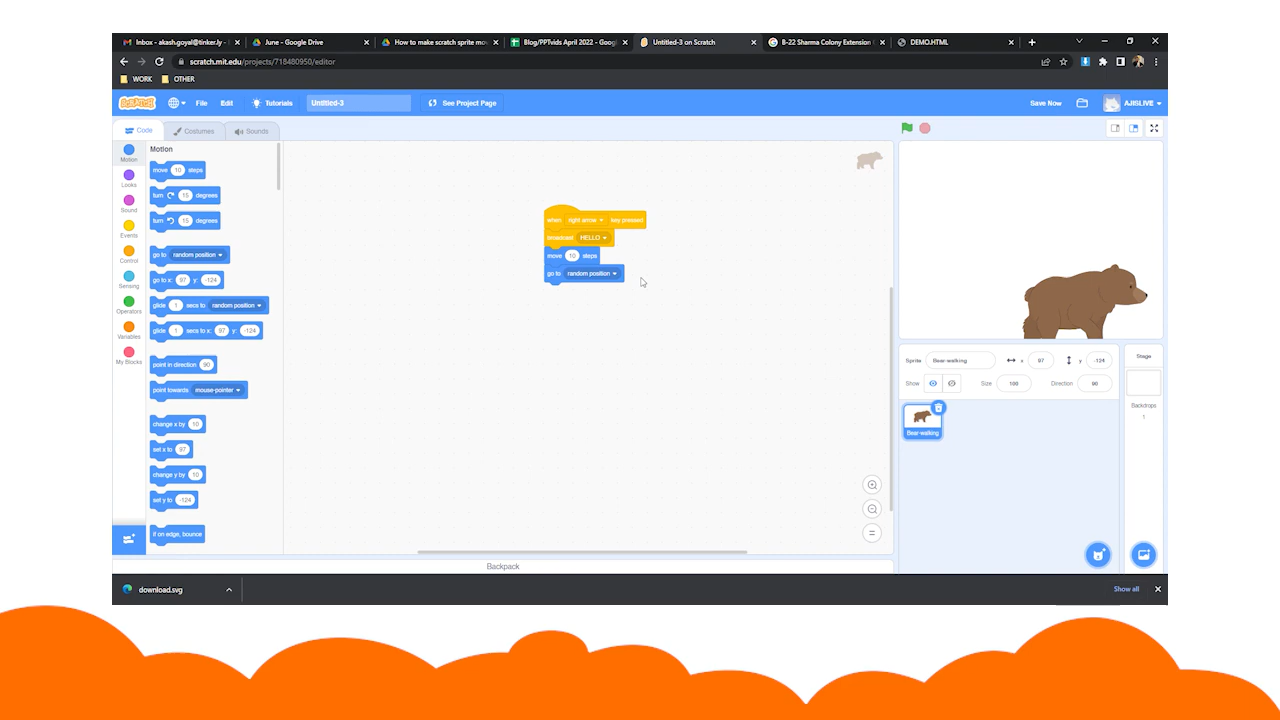 Inbox - akash.goyal@tinker.ly -
June - Google Drive
How to make scratch sprite mov
Blog/PPTvids April 2022 - Goog
Untitled-3 on Scratch
B-22 Sharma Colony Extension
DEMO.HTML
scratch.mit.edu/projects/718480950/editor
WORK OTHER
SCRATCH File Edit Tutorials Untitled-3 See Project Page Save Now AJISLIVE
Code Costumes Sounds
Motion
Looks
Sound
Events
Control
Sensing
Operators
Variables
My Blocks
Motion
move 10 steps
turn 15 degrees
turn 15 degrees
go to random position
go to x: 97 y: -124
glide 1 secs to random position
glide 1 secs to x: 97 y: -124
point in direction 90
point towards mouse-pointer
change x by 10
set x to 97
change y by 10
set y to -124
if on edge, bounce
when right arrow key pressed
broadcast HELLO
move 10 steps
go to random position
Backpack
Sprite Bear-walking x 97 y -124
Show Size 100 Direction 90
Bear-walking
Stage
Backdrops
1
download.svg
Show all